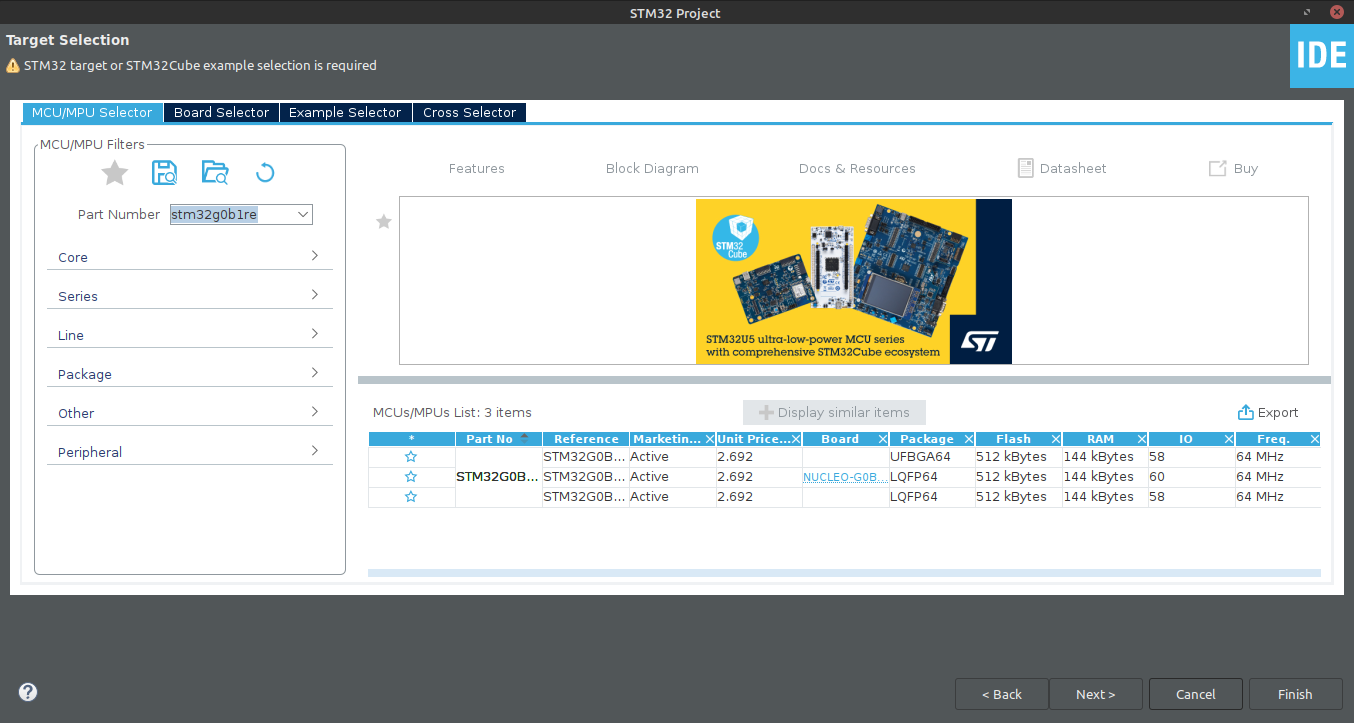 STM32 Project
Target Selection
STM32 target or STM32Cube example selection is required
IDE
MCU/MPU Selector Board Selector Example Selector Cross Selector
MCU/MPU Filters
Features Block Diagram Docs & Resources Datasheet Buy
Part Number stm32g0b1re
Core
Series
Line
Package
Other
Peripheral
STM32
Cube
STM32U5 ultra-low-power MCU series
with comprehensive STM32Cube ecosystem
ST
MCUs/MPUs List: 3 items Display similar items Export
* Part No Reference Marketin... Unit Price... Board Package Flash RAM IO Freq.
STM32G0B... Active 2.692 UFBGA64 512 kBytes 144 kBytes 58 64 MHz
STM32G0B... STM32G0B... Active 2.692 NUCLEO-G0B... LQFP64 512 kBytes 144 kBytes 60 64 MHz
STM32G0B... Active 2.692 LQFP64 512 kBytes 144 kBytes 58 64 MHz
? < Back Next > Cancel Finish